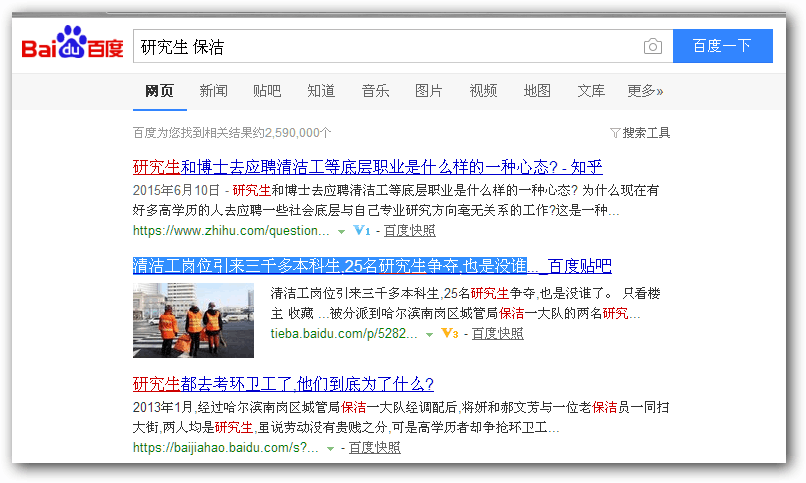 Bai du 百度
研究生 保洁
百度一下
网页 新闻 贴吧 知道 音乐 图片 视频 地图 文库 更多»
百度为您找到相关结果约2,590,000个
搜索工具
研究生和博士去应聘清洁工等底层职业是什么样的一种心态? - 知乎
2015年6月10日 - 研究生和博士去应聘清洁工等底层职业是什么样的一种心态? 为什么现在有
好多高学历的人去应聘一些社会底层与自己专业研究方向毫无关系的工作?这是一种...
https://www.zhihu.com/question... V1 - 百度快照
清洁工岗位引来三千多本科生,25名研究生争夺,也是没谁..._百度贴吧
清洁工岗位引来三千多本科生,25名研究生争夺,也是没谁了。 只看楼
主 收藏 ...被分派到哈尔滨南岗区城管局保洁一大队的两名研究...
tieba.baidu.com/p/5282... V3 - 百度快照
研究生都去考环卫工了,他们到底为了什么?
2013年1月,经过哈尔滨南岗区城管局保洁一大队经调配后,将妍和郝文芳与一位老保洁员一同扫
大街,两人均是研究生,虽说劳动没有贵贱之分,可是高学历者却争抢环卫工...
https://baijiahao.baidu.com/s?... - 百度快照